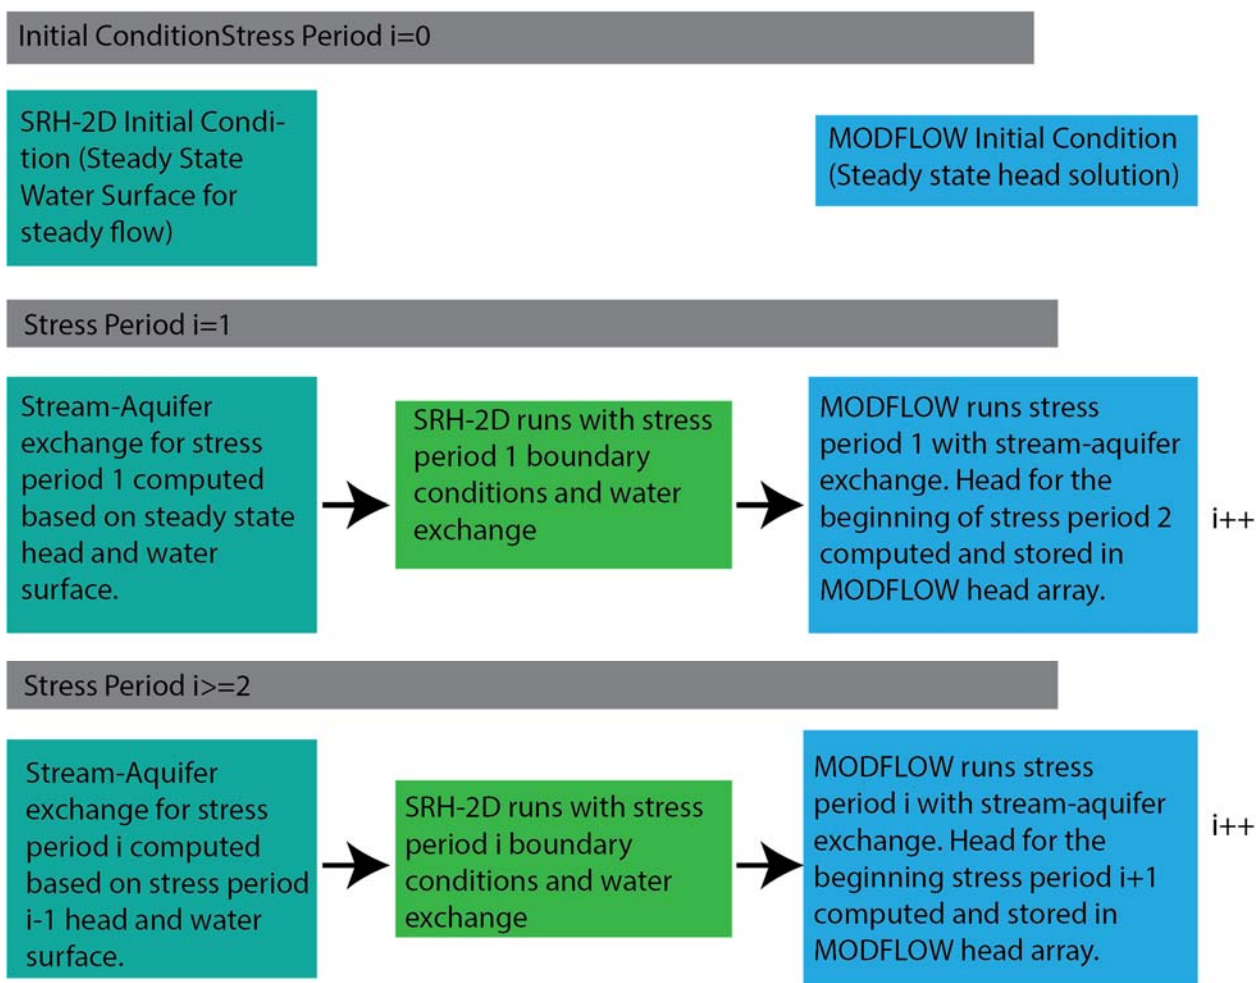 Initial ConditionStress Period i=0
SRH-2D Initial Condi-
tion (Steady State
Water Surface for
steady flow)
MODFLOW Initial Condition
(Steady state head solution)
Stress Period i=1
Stream-Aquifer
exchange for stress
period 1 computed
based on steady state
head and water
surface.
SRH-2D runs with stress
period 1 boundary
conditions and water
exchange
MODFLOW runs stress
period 1 with stream-aquifer
exchange. Head for the
beginning of stress period 2
computed and stored in
MODFLOW head array.
i++
Stress Period i>=2
Stream-Aquifer
exchange for stress
period i computed
based on stress period
i-1 head and water
surface.
SRH-2D runs with stress
period i boundary
conditions and water
exchange
MODFLOW runs stress
period i with stream-aquifer
exchange. Head for the
beginning stress period i+1
computed and stored in
MODFLOW head array.
i++